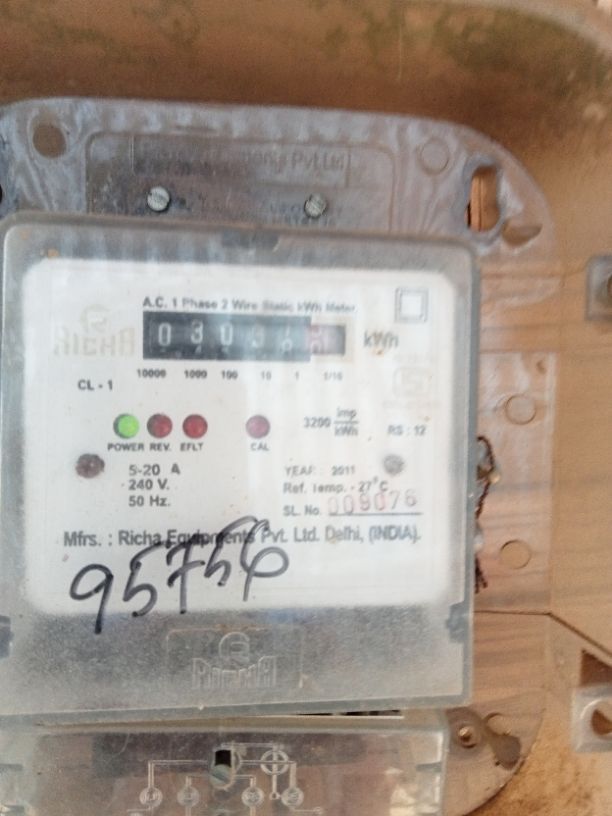 Pvt Ltd
A.C. 1 Phase 2 Wire Static kWh Meter
RICHA
kWh
10000 1000 100 10 1 1/10
CL - 1
3200 imp/kWh
RS : 12
POWER REV. EFLT CAL
5-20 A
240 V.
50 Hz.
YEAR : 2011
Ref. Temp. - 27°C
SL. No. 009076
Mfrs. : Richa Equipments Pvt. Ltd. Delhi, (INDIA).
95756
RICHA